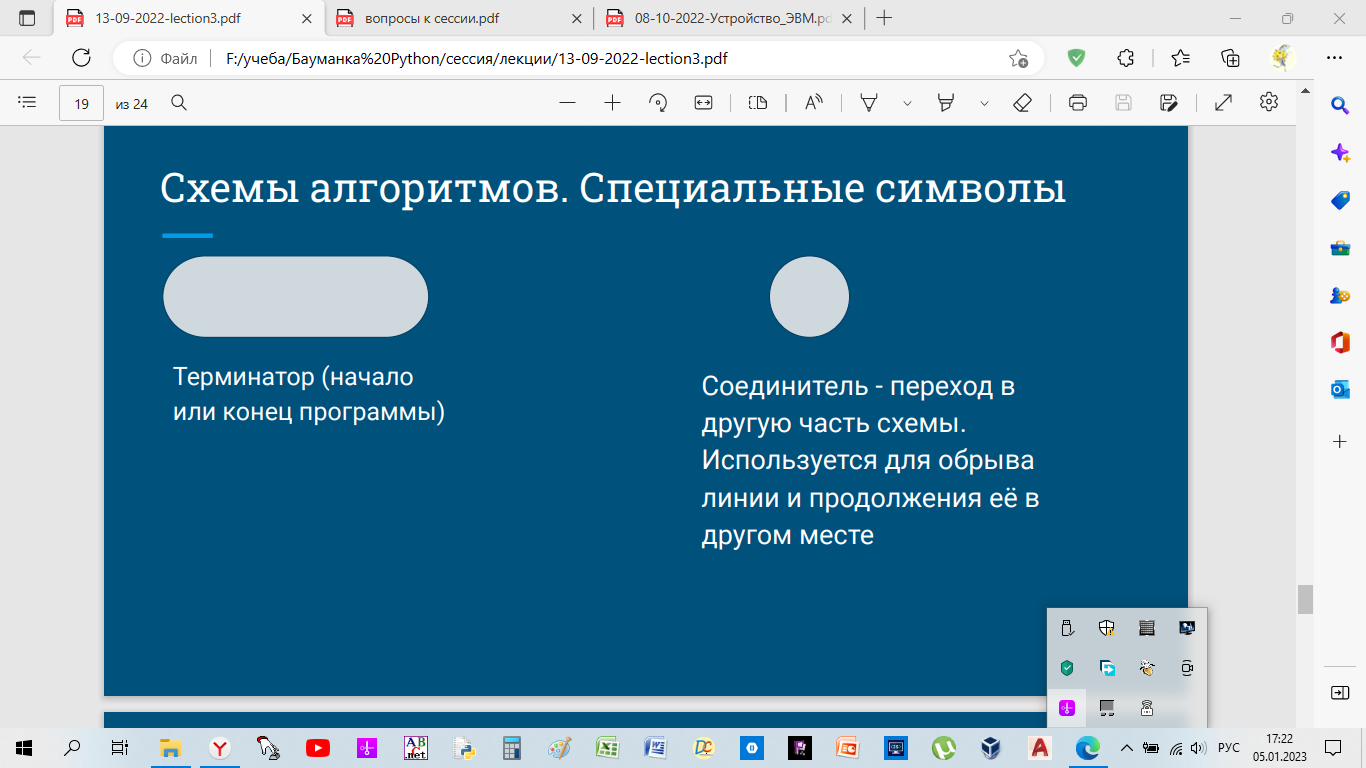 13-09-2022-lection3.pdf
вопросы к сессии.pdf
08-10-2022-Устройство_ЭВМ.pd
Файл
F:/учеба/Бауманка%20Python/сессия/лекции/13-09-2022-lection3.pdf
19 из 24
Схемы алгоритмов. Специальные символы
Терминатор (начало
или конец программы)
Соединитель - переход в
другую часть схемы.
Используется для обрыва
линии и продолжения её в
другом месте
РУС
17:22
05.01.2023